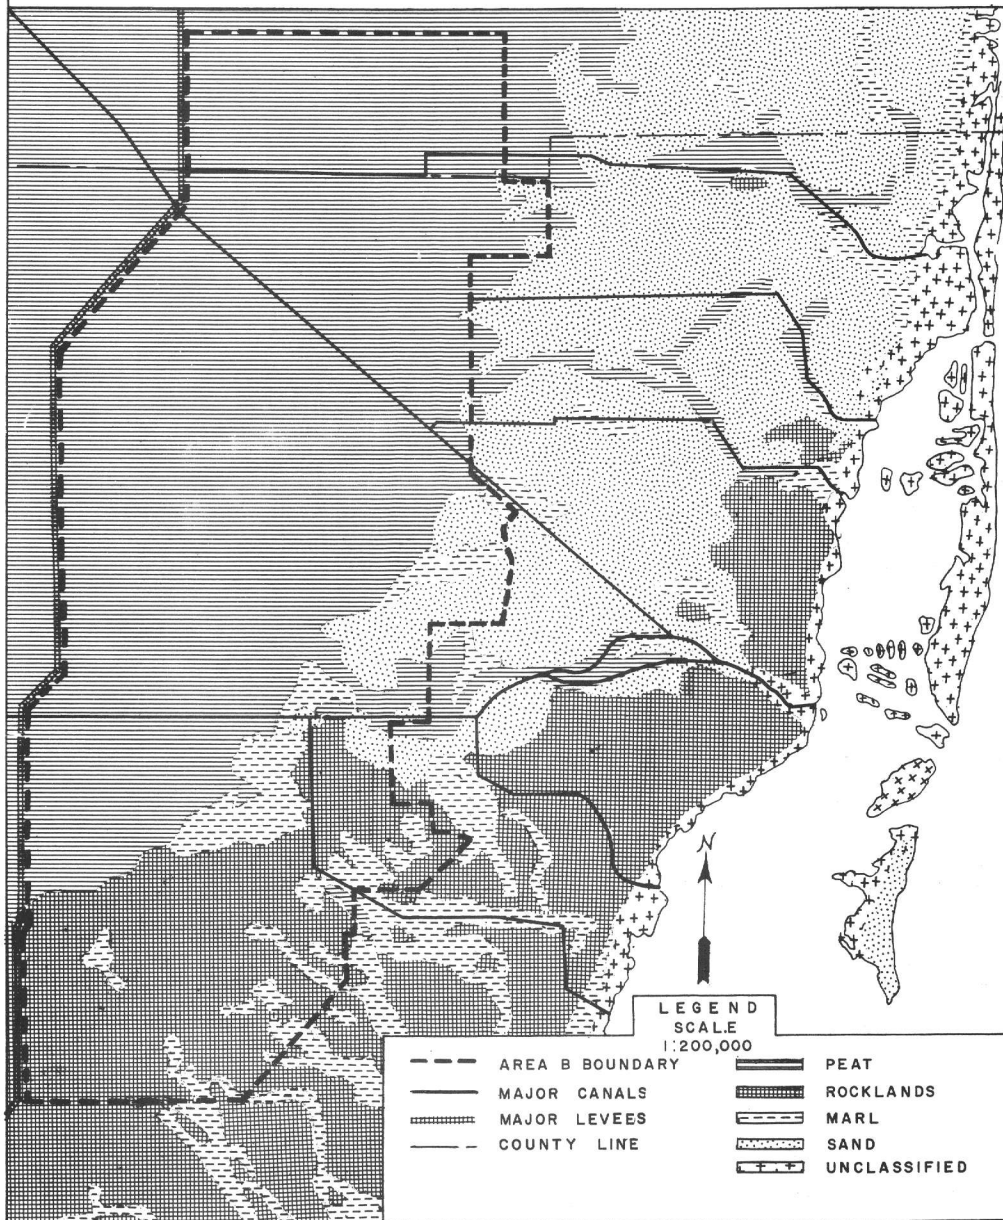 N
LEGEND
SCALE
1:200,000
AREA B BOUNDARY
MAJOR CANALS
MAJOR LEVEES
COUNTY LINE
PEAT
ROCKLANDS
MARL
SAND
UNCLASSIFIED